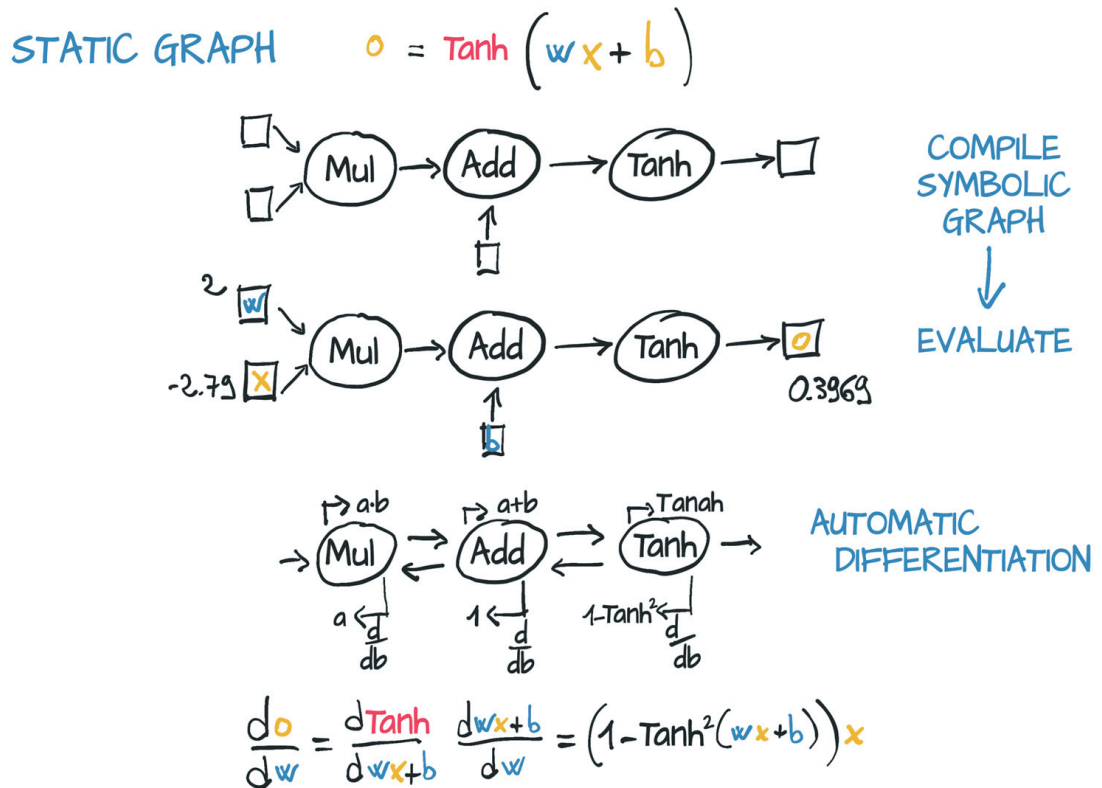 STATIC GRAPH o = Tanh (wx+b)
Mul Add Tanh
COMPILE
SYMBOLIC
GRAPH
2 w
Mul Add Tanh o
EVALUATE
-2.79 x
0.3969
b
a·b a+b Tanah
Mul Add Tanh
AUTOMATIC
DIFFERENTIATION
a d/db 1 d/db 1-Tanh² d/db
do/dw = dTanh/dwx+b dwx+b/dw = (1-Tanh²(wx+b))x